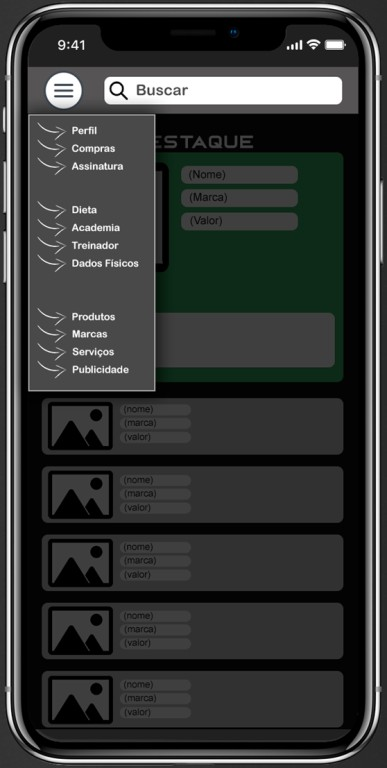 9:41
Buscar
ESTAQUE
Perfil
Compras
Assinatura
Dieta
Academia
Treinador
Dados Físicos
Produtos
Marcas
Serviços
Publicidade
(Nome)
(Marca)
(Valor)
(nome)
(marca)
(valor)
(nome)
(marca)
(valor)
(nome)
(marca)
(valor)
(nome)
(marca)
(valor)
(nome)
(marca)
(valor)